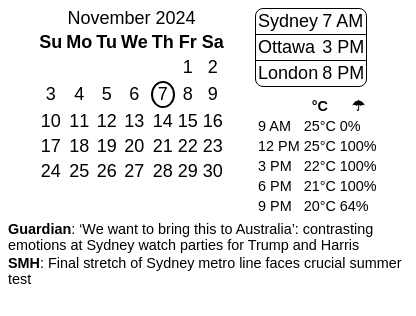 November 2024
Su Mo Tu We Th Fr Sa
1 2
3 4 5 6 7 8 9
10 11 12 13 14 15 16
17 18 19 20 21 22 23
24 25 26 27 28 29 30
Sydney 7 AM
Ottawa 3 PM
London 8 PM
°C ☂
9 AM 25°C 0%
12 PM 25°C 100%
3 PM 22°C 100%
6 PM 21°C 100%
9 PM 20°C 64%
Guardian: ‘We want to bring this to Australia’: contrasting
emotions at Sydney watch parties for Trump and Harris
SMH: Final stretch of Sydney metro line faces crucial summer
test